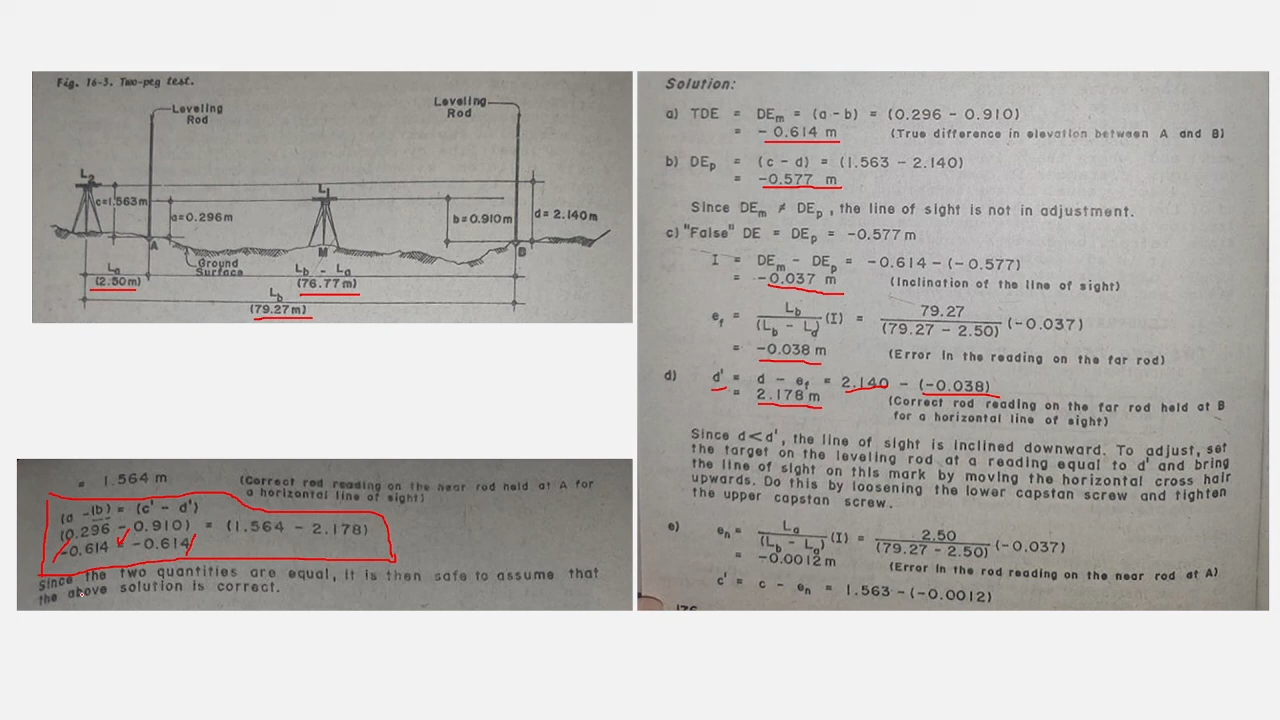 Fig. 16-3. Two-peg test.
Leveling
Rod
Leveling
Rod
L2
c=1.563m
a=0.296m
L1
b=0.910m
d=2.140m
A
M
B
Ground
Surface
La
(2.50m)
Lb - La
(76.77m)
Lb
(79.27m)
= 1.564 m (Correct rod reading on the near rod held at A for
a horizontal line of sight)
(a - b) = (c' - d')
(0.296 - 0.910) = (1.564 - 2.178)
-0.614 = -0.614
Since the two quantities are equal, it is then safe to assume that
the above solution is correct.
Solution:
a) TDE = DEm = (a - b) = (0.296 - 0.910)
= - 0.614 m (True difference in elevation between A and B)
b) DEp = (c - d) = (1.563 - 2.140)
= -0.577 m
Since DEm ≠ DEp, the line of sight is not in adjustment.
c) "False" DE = DEp = -0.577 m
I = DEm - DEp = -0.614 - (-0.577)
= -0.037 m (Inclination of the line of sight)
ef = Lb / (Lb - La) (I) = 79.27 / (79.27 - 2.50) (-0.037)
= -0.038 m (Error in the reading on the far rod)
d) d' = d - ef = 2.140 - (-0.038)
= 2.178 m (Correct rod reading on the far rod held at B
for a horizontal line of sight)
Since d<d', the line of sight is inclined downward. To adjust, set
the target on the leveling rod at a reading equal to d' and bring
the line of sight on this mark by moving the horizontal cross hair
upwards. Do this by loosening the lower capstan screw and tighten
the upper capstan screw.
e) en = La / (Lb - La) (I) = 2.50 / (79.27 - 2.50) (-0.037)
= -0.0012m (Error in the rod reading on the near rod at A)
c' = c - en = 1.563 - (-0.0012)